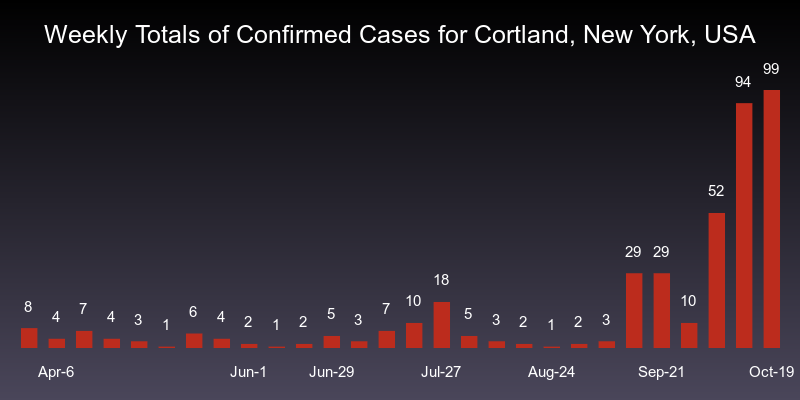 Weekly Totals of Confirmed Cases for Cortland, New York, USA
99
94
52
29 29
18
8 4 7 4 3 1 6 4 2 1 2 5 3 7 10 5 3 2 1 2 3 10
Apr-6 Jun-1 Jun-29 Jul-27 Aug-24 Sep-21 Oct-19